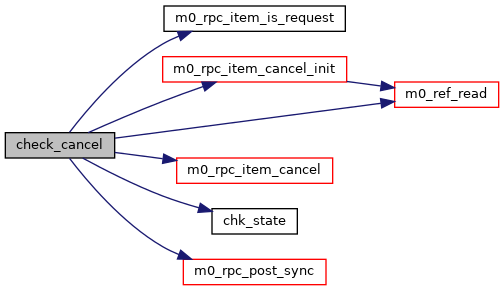 m0_rpc_item_is_request
m0_rpc_item_cancel_init
m0_ref_read
check_cancel
m0_rpc_item_cancel
chk_state
m0_rpc_post_sync